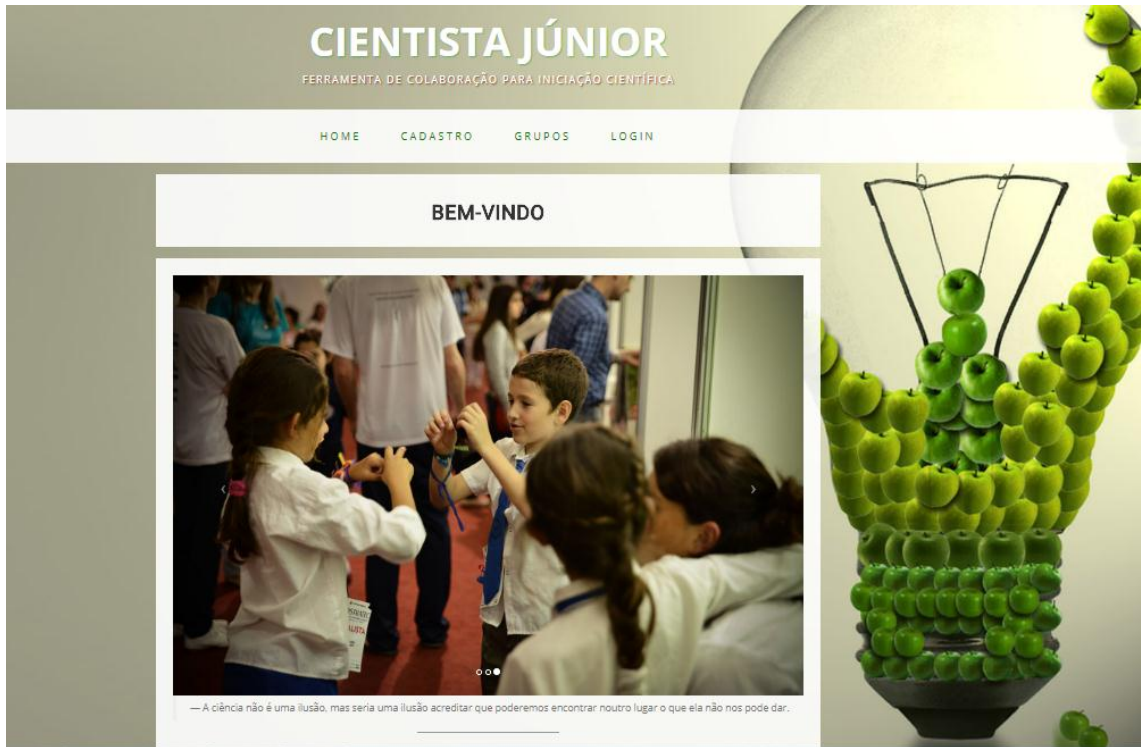 CIENTISTA JÚNIOR
FERRAMENTA DE COLABORAÇÃO PARA INICIAÇÃO CIENTÍFICA
HOME CADASTRO GRUPOS LOGIN
BEM-VINDO
— A ciência não é uma ilusão, mas seria uma ilusão acreditar que poderemos encontrar noutro lugar o que ela não nos pode dar.